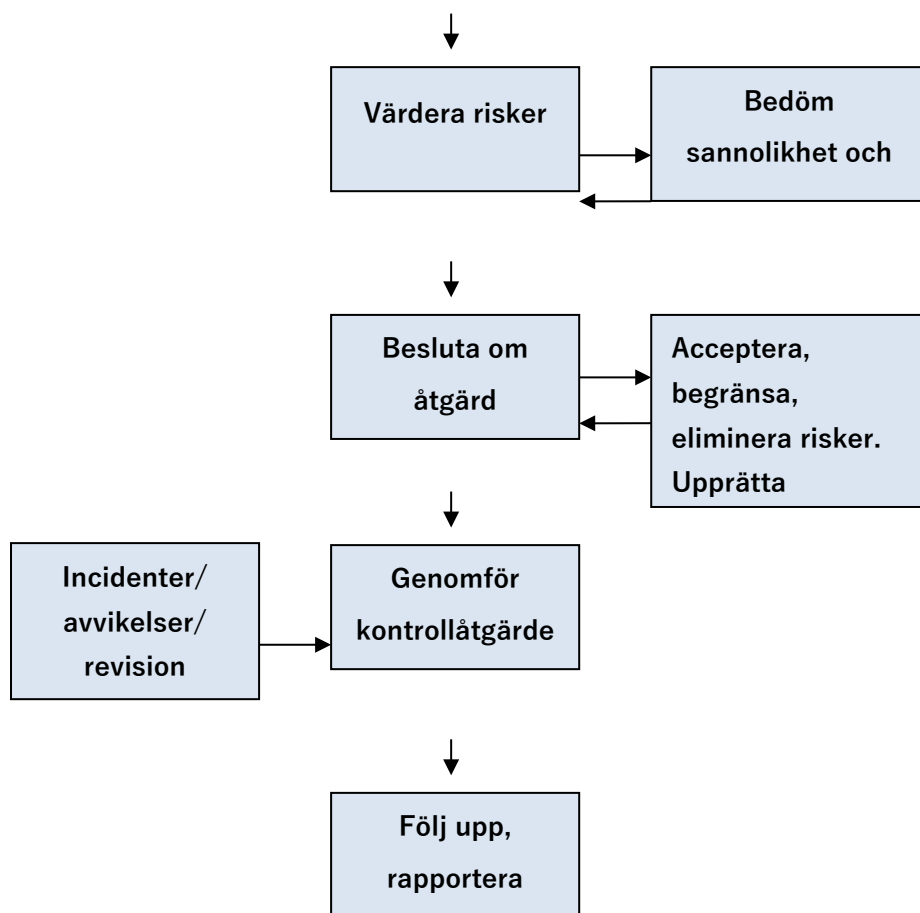 Värdera risker
Bedöm
sannolikhet och
Besluta om
åtgärd
Acceptera,
begränsa,
eliminera risker.
Upprätta
Incidenter/
avvikelser/
revision
Genomför
kontrollåtgärde
Följ upp,
rapportera